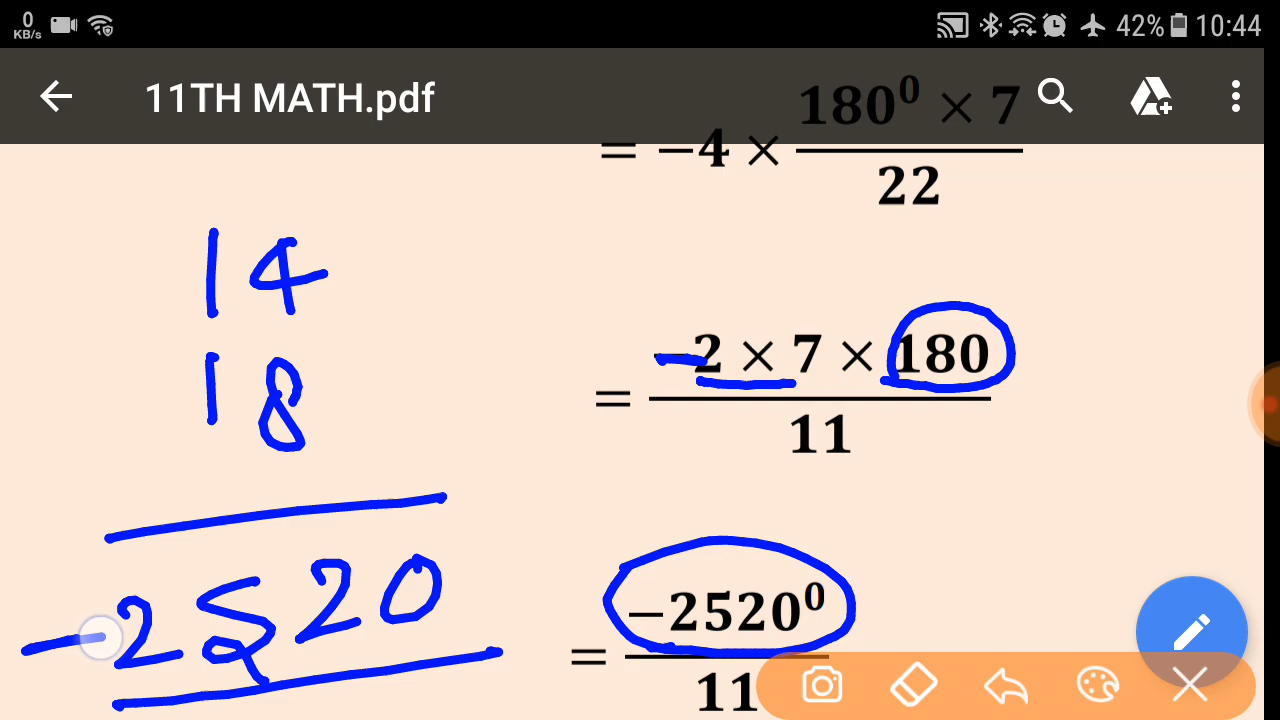 0 KB/s 42% 10:44
11TH MATH.pdf
= −4 × 180⁰ × 7 / 22
14
18
= −2 × 7 × 180 / 11
−2520
= −2520⁰ / 11